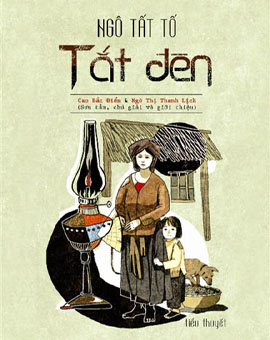 NGÔ TẤT TỐ
Tắt đèn
Cao Đắc Điểm & Ngô Thị Thanh Lịch
(Sưu tầm, chú giải và giới thiệu)
tiểu thuyết